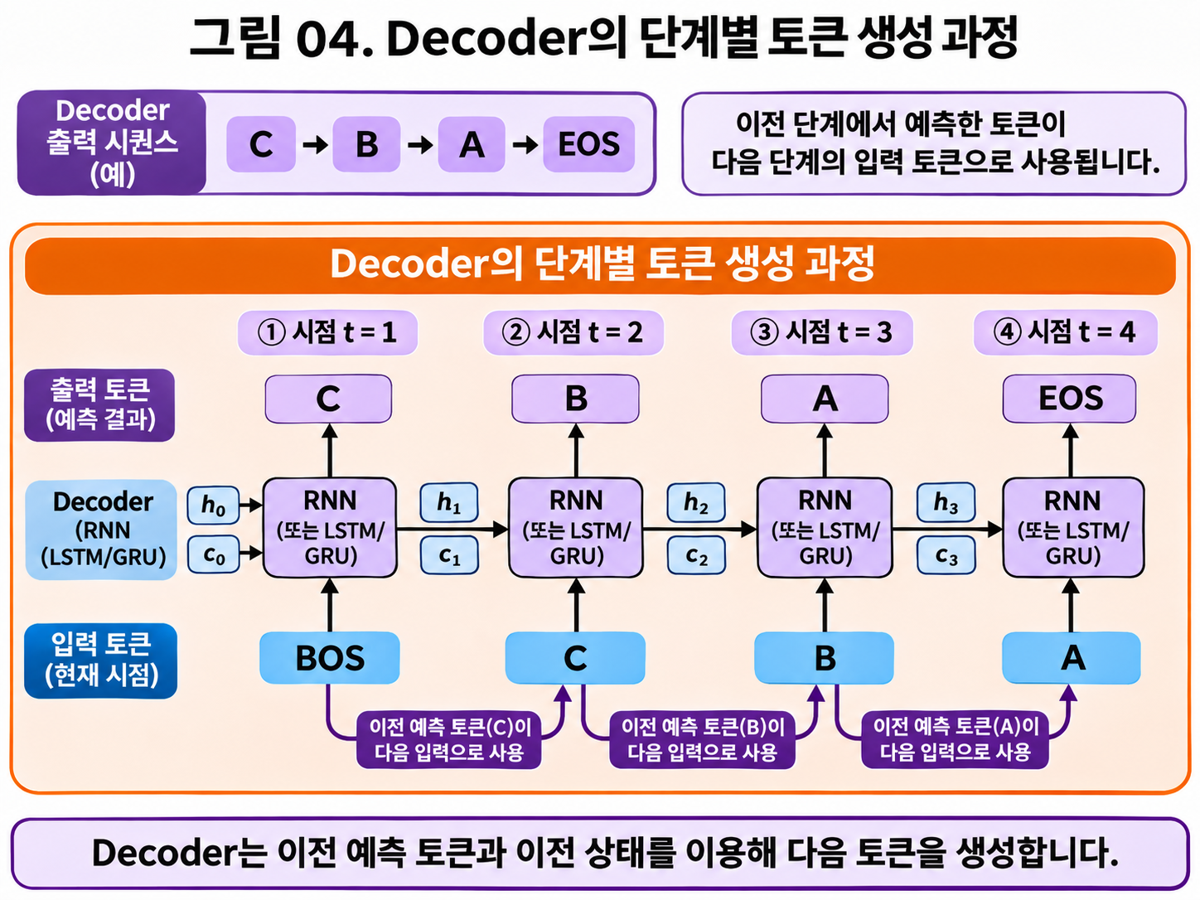 그림 04. Decoder의 단계별 토큰 생성 과정
Decoder
출력 시퀀스
(예)
C → B → A → EOS
이전 단계에서 예측한 토큰이
다음 단계의 입력 토큰으로 사용됩니다.
Decoder의 단계별 토큰 생성 과정
① 시점 t = 1
② 시점 t = 2
③ 시점 t = 3
④ 시점 t = 4
출력 토큰
(예측 결과)
C
B
A
EOS
Decoder
(RNN
(LSTM/GRU)
h₀
c₀
RNN
(또는 LSTM/
GRU)
h₁
c₁
RNN
(또는 LSTM/
GRU)
h₂
c₂
RNN
(또는 LSTM/
GRU)
h₃
c₃
RNN
(또는 LSTM/
GRU)
입력 토큰
(현재 시점)
BOS
C
B
A
이전 예측 토큰(C)이
다음 입력으로 사용
이전 예측 토큰(B)이
다음 입력으로 사용
이전 예측 토큰(A)이
다음 입력으로 사용
Decoder는 이전 예측 토큰과 이전 상태를 이용해 다음 토큰을 생성합니다.